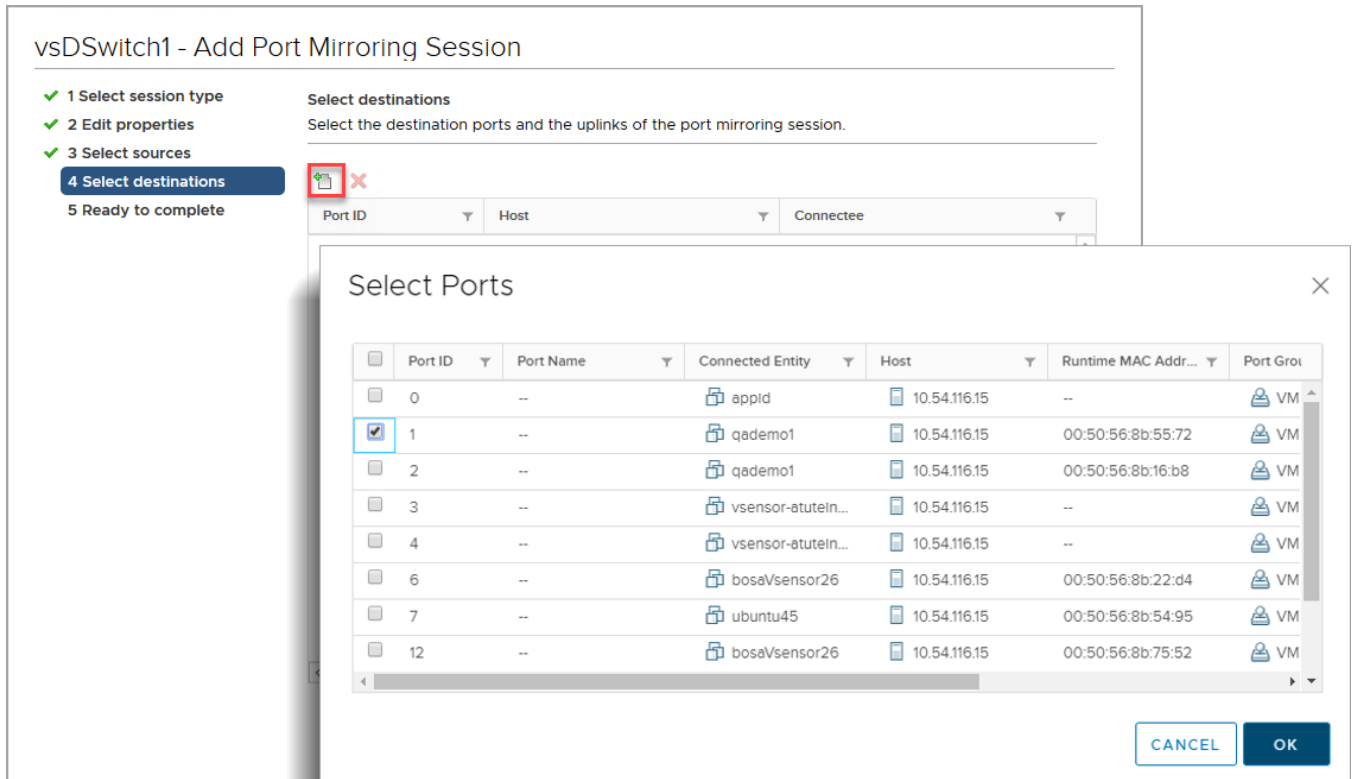 vsDSwitch1 - Add Port Mirroring Session
1 Select session type
2 Edit properties
3 Select sources
4 Select destinations
5 Ready to complete
Select destinations
Select the destination ports and the uplinks of the port mirroring session.
Port ID Host Connectee
Select Ports
Port ID Port Name Connected Entity Host Runtime MAC Addr... Port Grou
0 -- appid 10.54.116.15 -- VM
1 -- qademo1 10.54.116.15 00:50:56:8b:55:72 VM
2 -- qademo1 10.54.116.15 00:50:56:8b:16:b8 VM
3 -- vsensor-atuteln... 10.54.116.15 -- VM
4 -- vsensor-atuteln... 10.54.116.15 -- VM
6 -- bosaVsensor26 10.54.116.15 00:50:56:8b:22:d4 VM
7 -- ubuntu45 10.54.116.15 00:50:56:8b:54:95 VM
12 -- bosaVsensor26 10.54.116.15 00:50:56:8b:75:52 VM
CANCEL OK